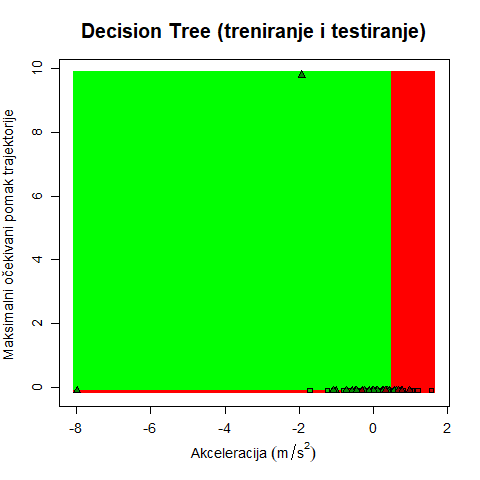 Decision Tree (treniranje i testiranje)
Maksimalni očekivani pomak trajektorije
10
8
6
4
2
0
-8 -6 -4 -2 0 2
Akceleracija (m/s²)